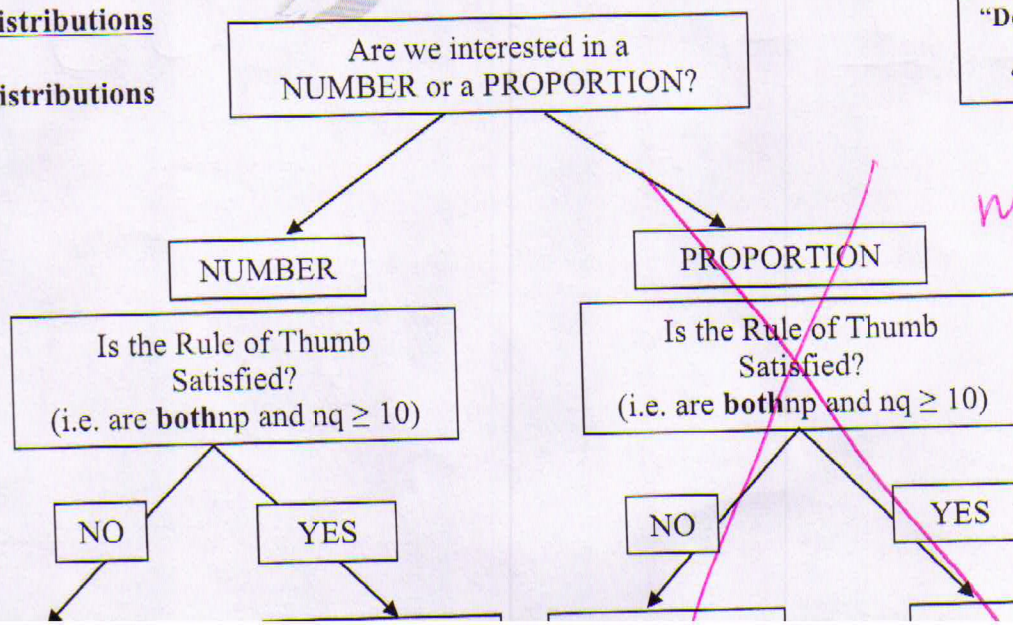 istributions
istributions
Are we interested in a
NUMBER or a PROPORTION?
NUMBER
PROPORTION
Is the Rule of Thumb
Satisfied?
(i.e. are bothnp and nq ≥ 10)
Is the Rule of Thumb
Satisfied?
(i.e. are bothnp and nq ≥ 10)
NO
YES
NO
YES